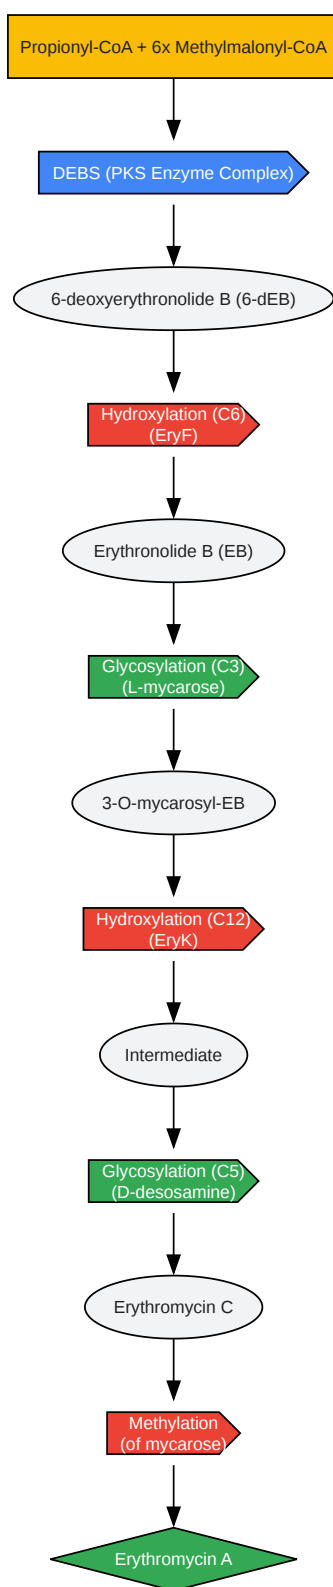 Propionyl-CoA + 6x Methylmalonyl-CoA
DEBS (PKS Enzyme Complex)
6-deoxyerythronolide B (6-dEB)
Hydroxylation (C6)
(EryF)
Erythronolide B (EB)
Glycosylation (C3)
(L-mycarose)
3-O-mycarosyl-EB
Hydroxylation (C12)
(EryK)
Intermediate
Glycosylation (C5)
(D-desosamine)
Erythromycin C
Methylation
(of mycarose)
Erythromycin A